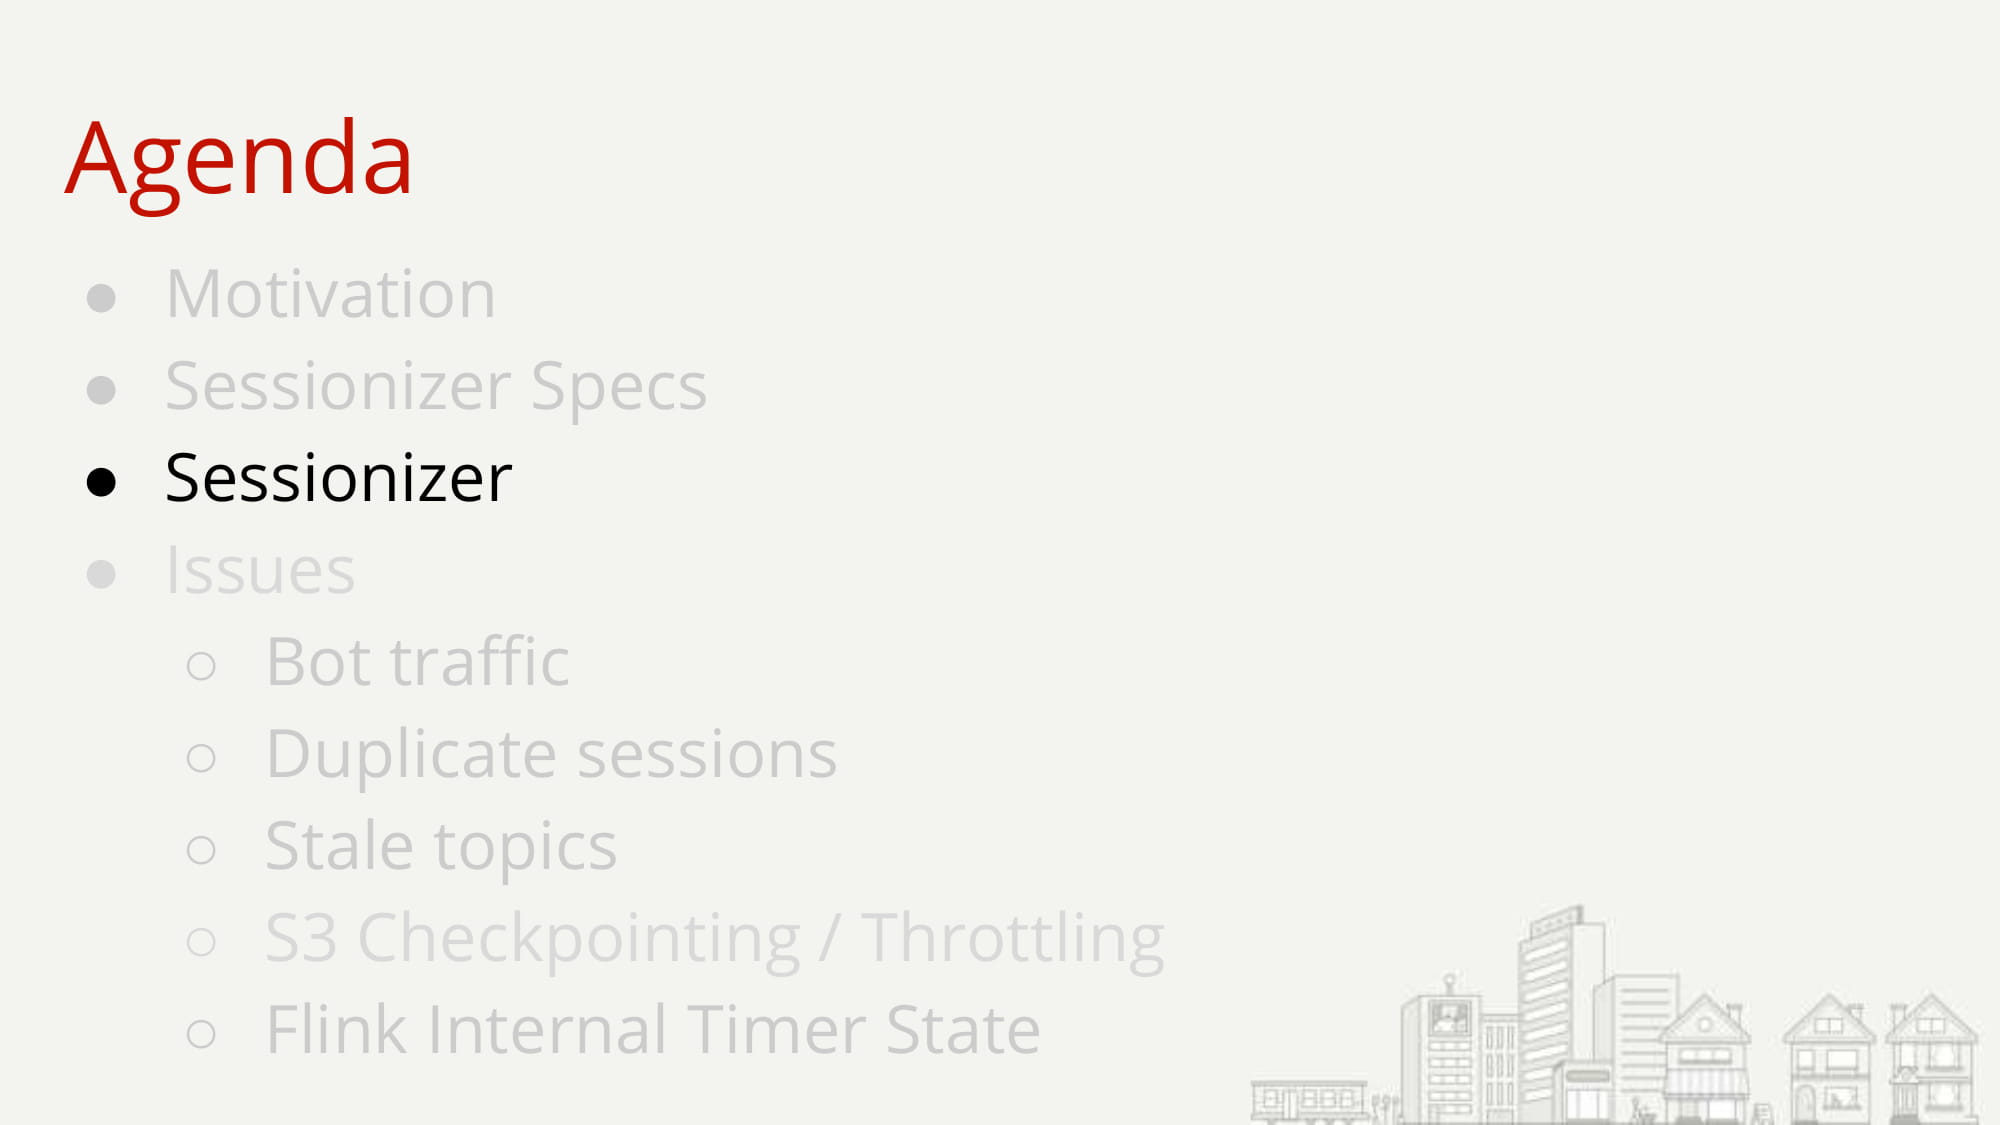 Agenda
● Motivation
● Sessionizer Specs
● Sessionizer
● Issues
○ Bot traffic
○ Duplicate sessions
○ Stale topics
○ S3 Checkpointing / Throttling
○ Flink Internal Timer State